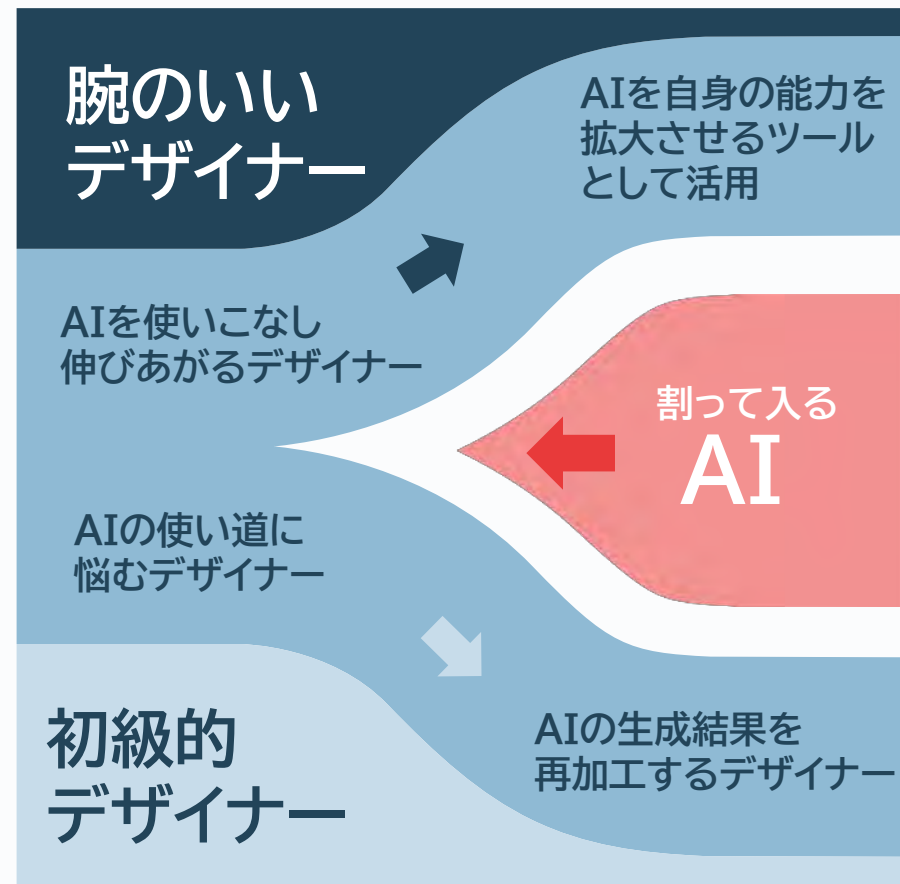 腕のいい
デザイナー
AIを自身の能力を
拡大させるツール
として活用
AIを使いこなし
伸びあがるデザイナー
割って入る
AI
AIの使い道に
悩むデザイナー
初級的
デザイナー
AIの生成結果を
再加工するデザイナー